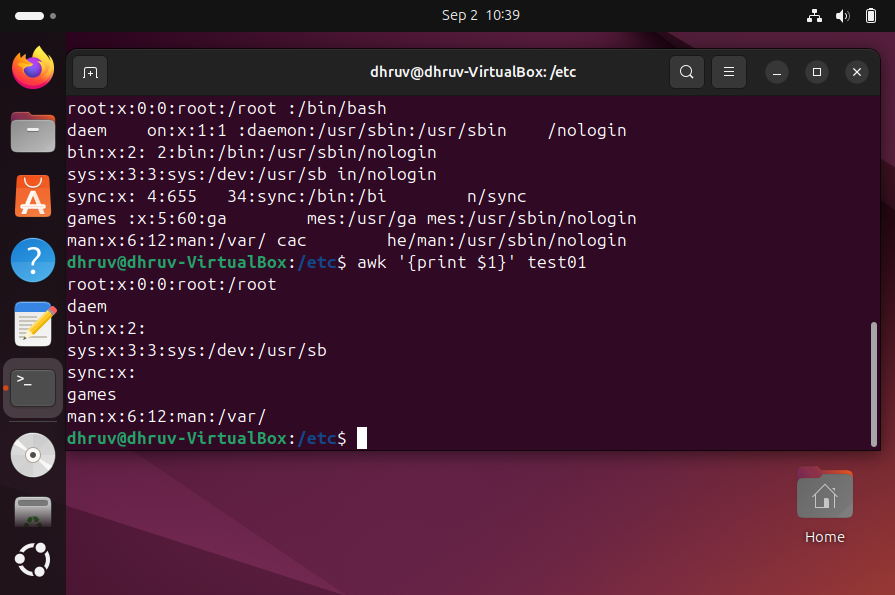 Sep 2 10:39
dhruv@dhruv-VirtualBox: /etc
root:x:0:0:root:/root :/bin/bash
daem    on:x:1:1 :daemon:/usr/sbin:/usr/sbin    /nologin
bin:x:2: 2:bin:/bin:/usr/sbin/nologin
sys:x:3:3:sys:/dev:/usr/sb in/nologin
sync:x: 4:655   34:sync:/bin:/bi        n/sync
games :x:5:60:ga        mes:/usr/ga mes:/usr/sbin/nologin
man:x:6:12:man:/var/ cac        he/man:/usr/sbin/nologin
dhruv@dhruv-VirtualBox:/etc$ awk '{print $1}' test01
root:x:0:0:root:/root
daem
bin:x:2:
sys:x:3:3:sys:/dev:/usr/sb
sync:x:
games
man:x:6:12:man:/var/
dhruv@dhruv-VirtualBox:/etc$
Home